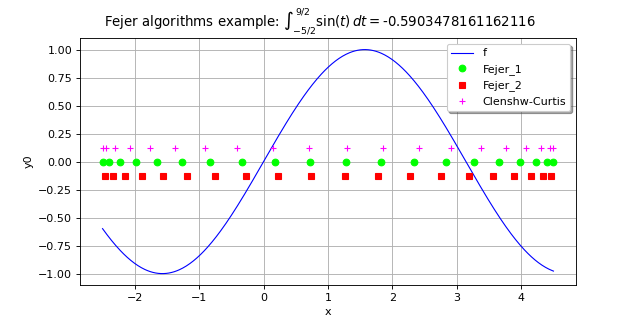 Fejer algorithms example: ∫_{-5/2}^{9/2} sin(t) dt = -0.5903478161162116
f
Fejer_1
Fejer_2
Clenshw-Curtis
1.00
0.75
0.50
0.25
0.00
−0.25
−0.50
−0.75
−1.00
y0
−2
−1
0
1
2
3
4
x